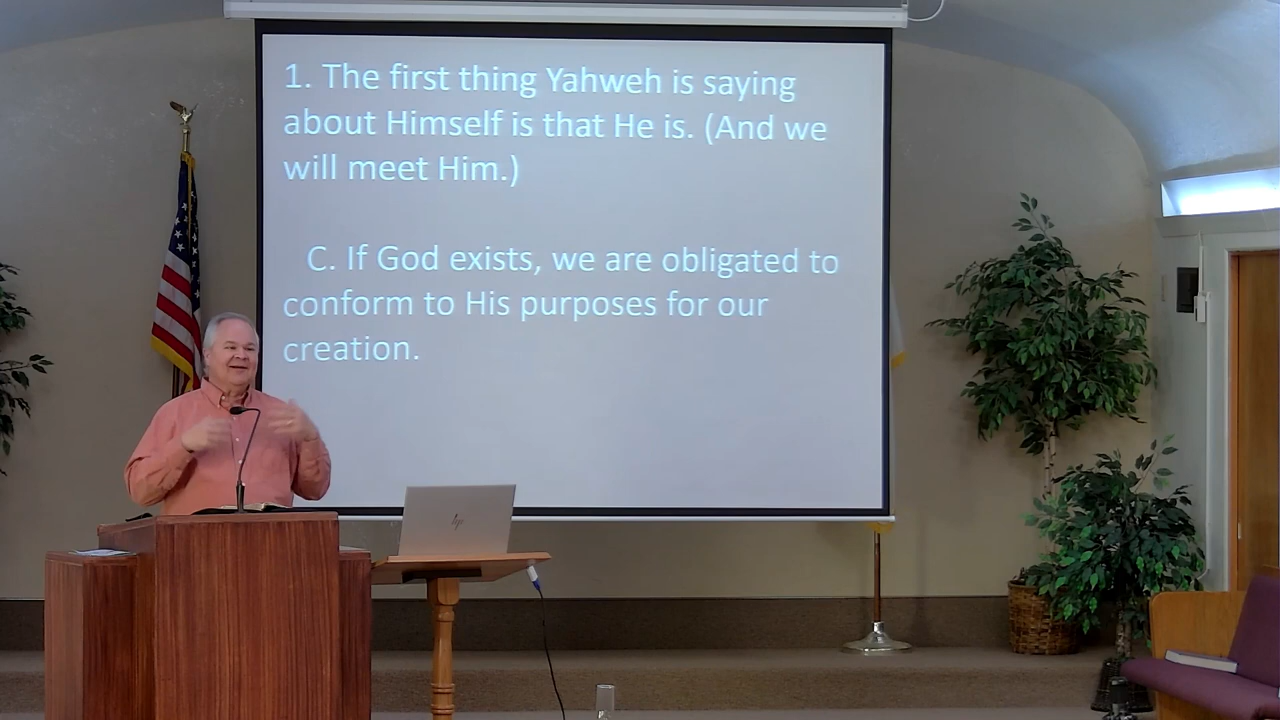 1. The first thing Yahweh is saying
about Himself is that He is. (And we
will meet Him.)
C. If God exists, we are obligated to
conform to His purposes for our
creation.
hp